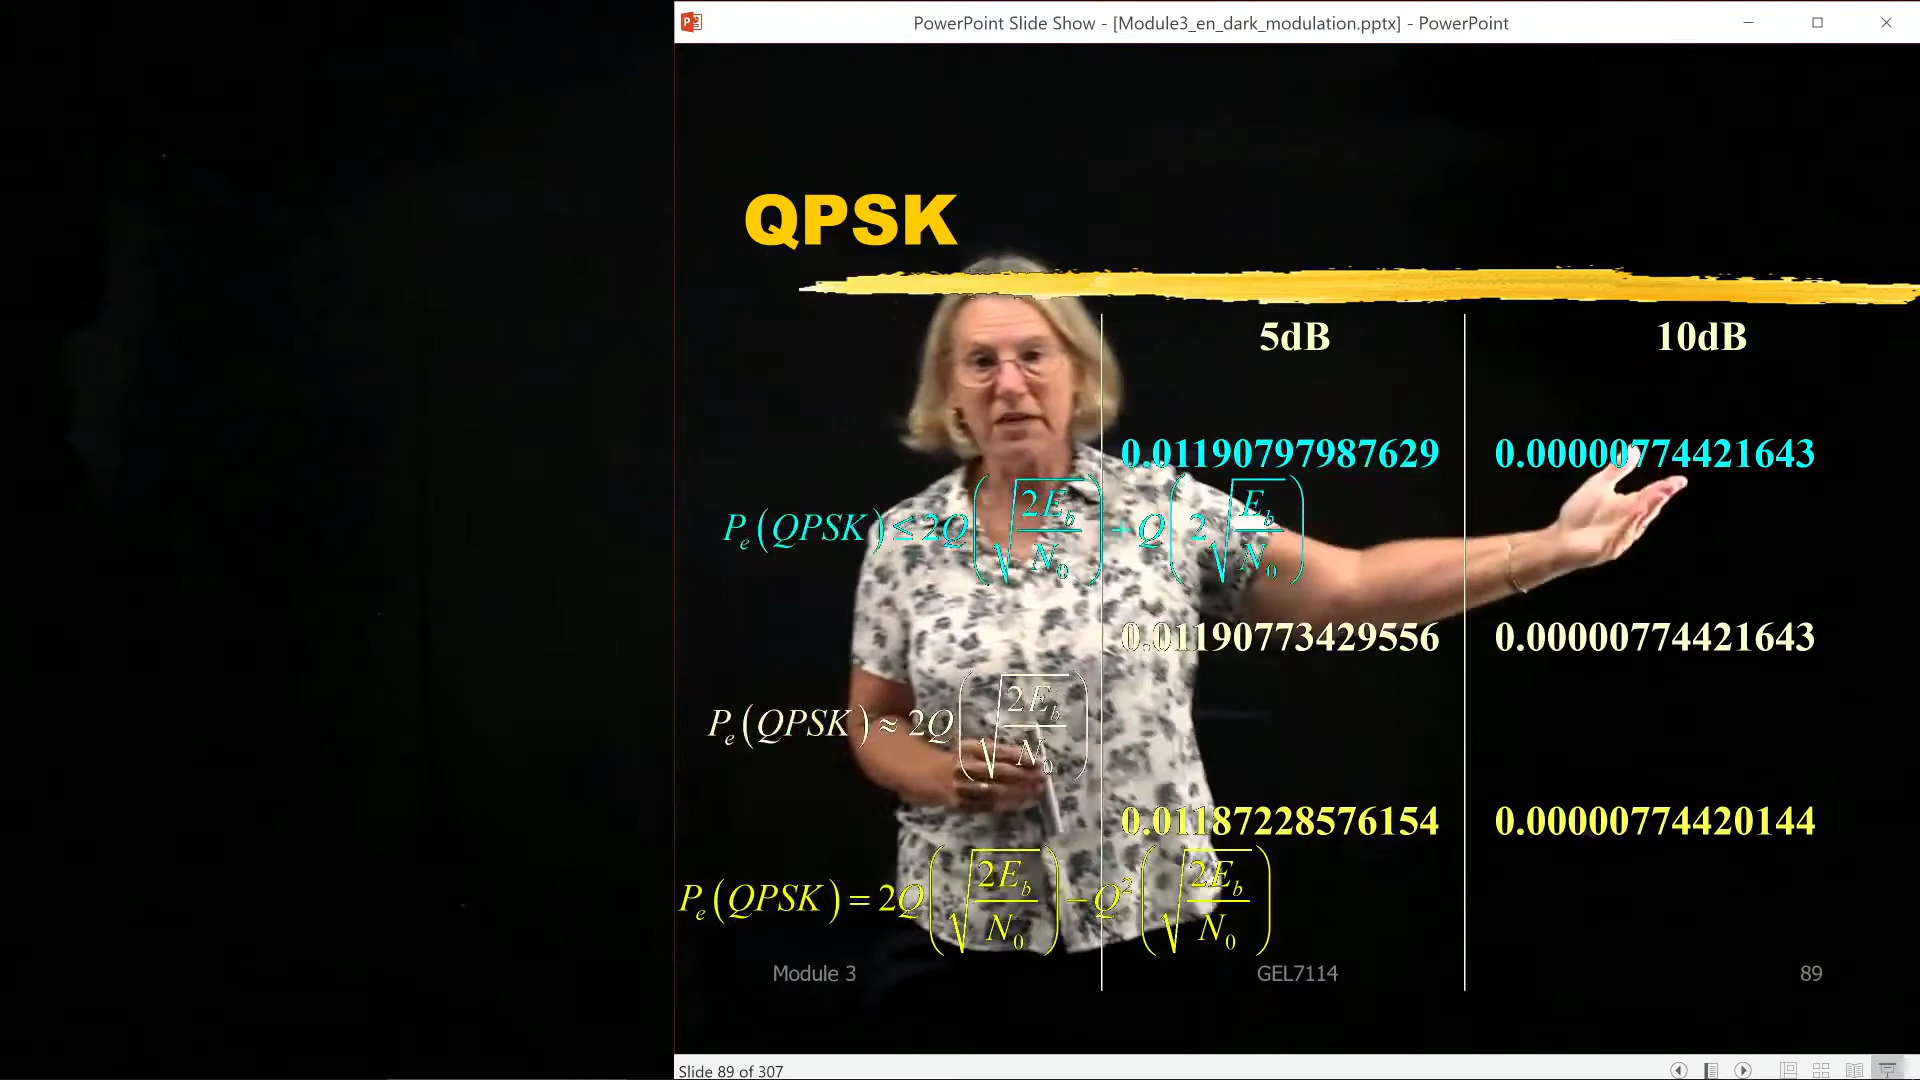 PowerPoint Slide Show - [Module3_en_dark_modulation.pptx] - PowerPoint
QPSK
5dB 10dB
0.01190797987629 0.00000774421643
P_e(QPSK) ≤ 2Q(√(2E_b/N_0)) + Q(2√(E_b/N_0))
0.01190773429556 0.00000774421643
P_e(QPSK) ≈ 2Q(√(2E_b/N_0))
0.01187228576154 0.00000774420144
P_e(QPSK) = 2Q(√(2E_b/N_0)) − Q²(√(2E_b/N_0))
Module 3 GEL7114 89
Slide 89 of 307